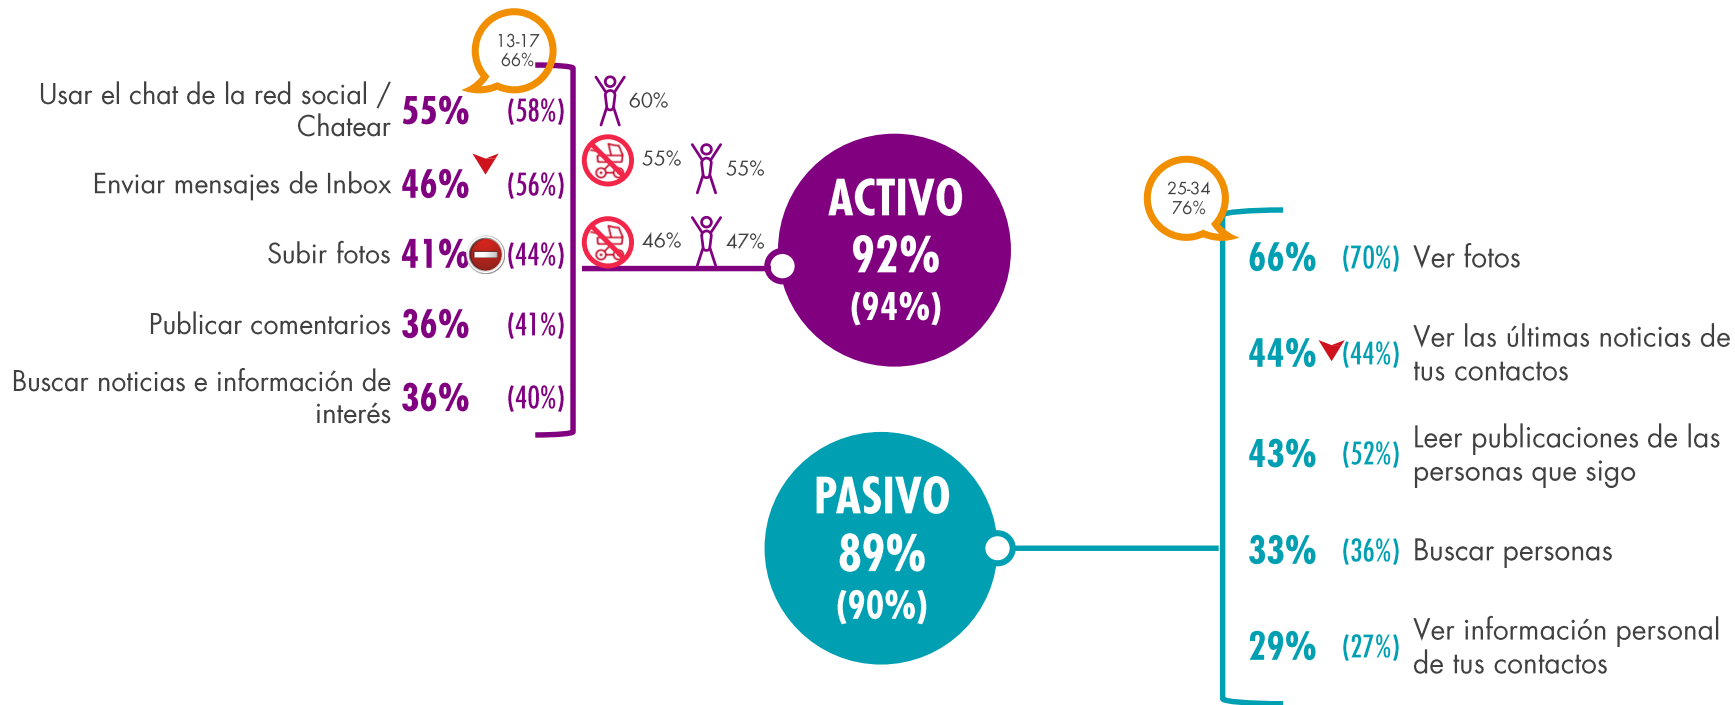 13-17
66%
Usar el chat de la red social /
Chatear
55%
(58%)
60%
Enviar mensajes de Inbox
46%
(56%)
55%
55%
Subir fotos
41%
(44%)
46%
47%
Publicar comentarios
36%
(41%)
Buscar noticias e información de
interés
36%
(40%)
ACTIVO
92%
(94%)
PASIVO
89%
(90%)
25-34
76%
66%
(70%)
Ver fotos
44%
(44%)
Ver las últimas noticias de
tus contactos
43%
(52%)
Leer publicaciones de las
personas que sigo
33%
(36%)
Buscar personas
29%
(27%)
Ver información personal
de tus contactos